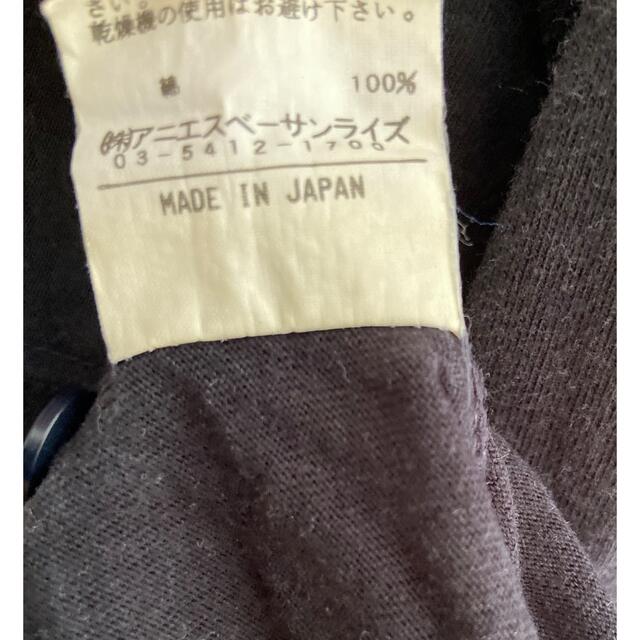 さい。
乾燥機の使用はお避け下さい。
綿 100%
㈱アニエスベーサンライズ
03-5412-1700
MADE IN JAPAN